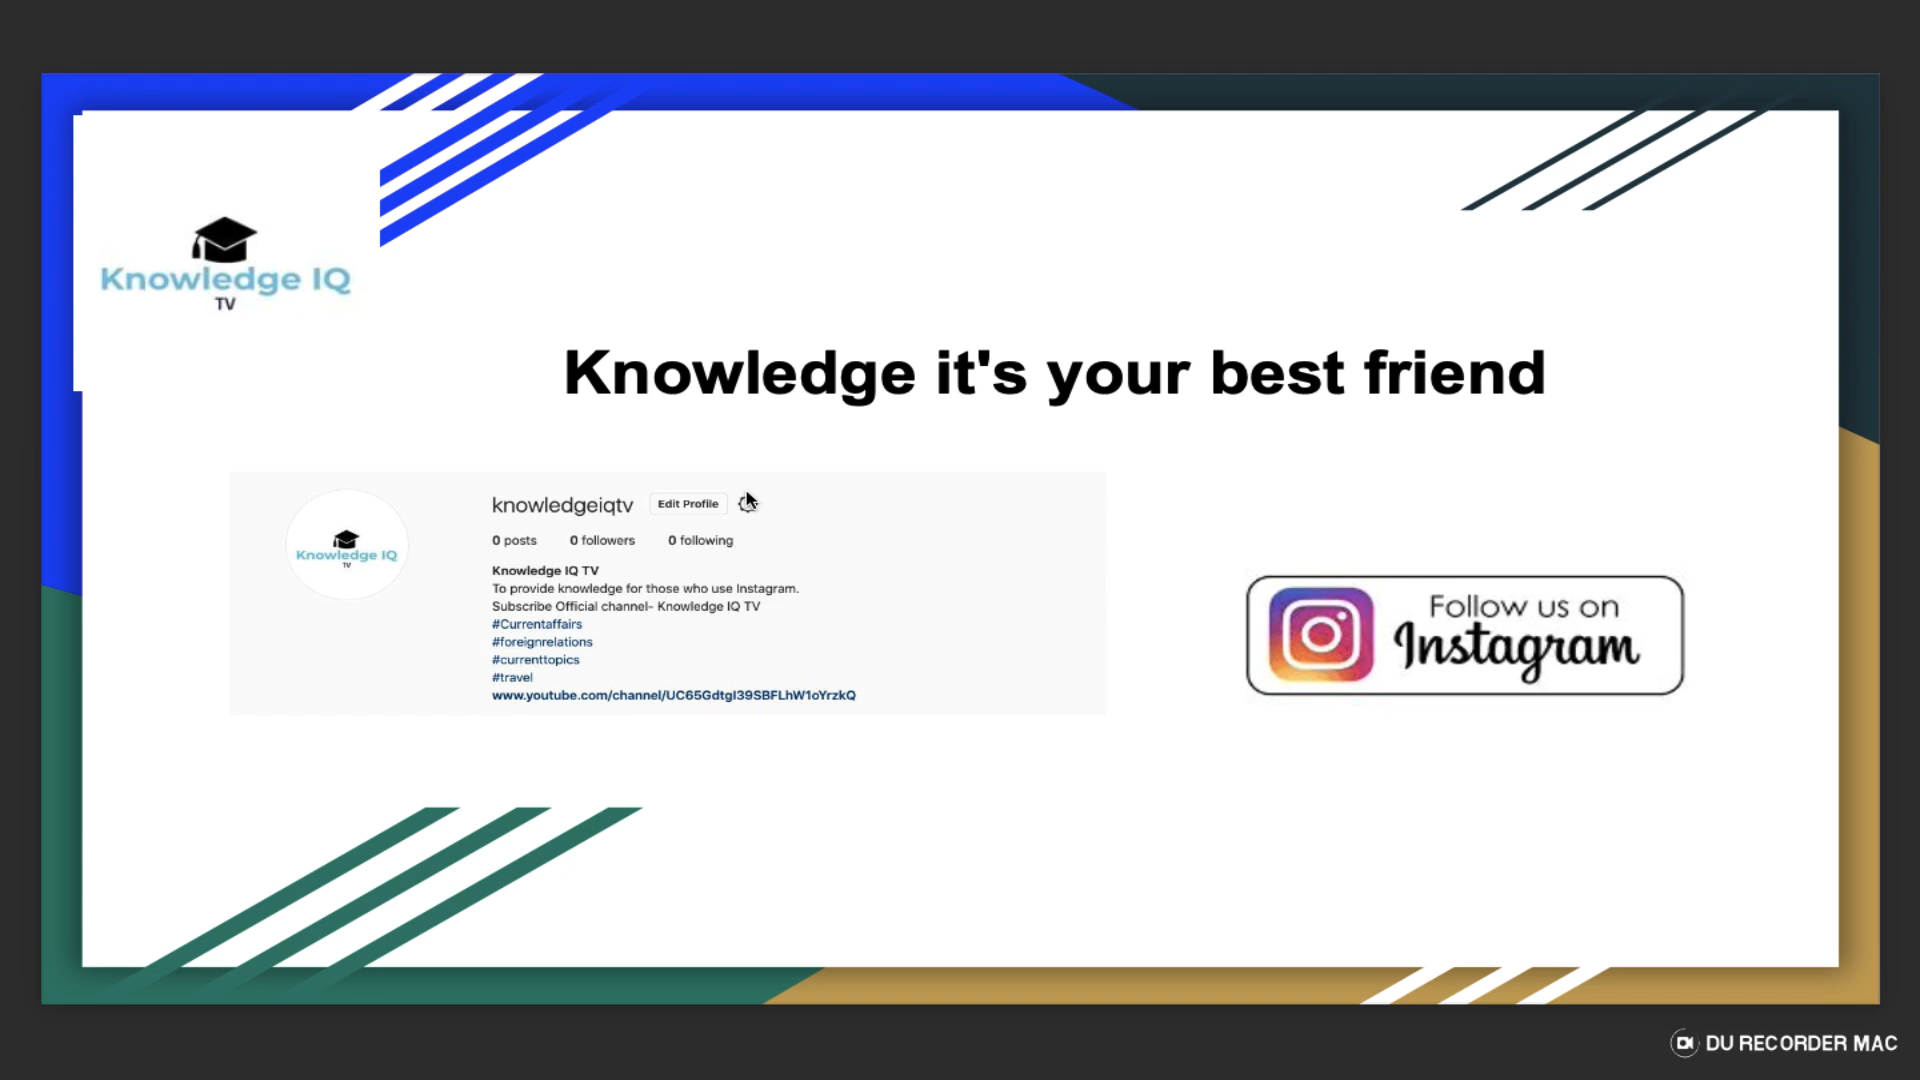 Knowledge IQ
TV
Knowledge it's your best friend
knowledgeiqtv Edit Profile
Knowledge IQ
TV
0 posts 0 followers 0 following
Knowledge IQ TV
To provide knowledge for those who use Instagram.
Subscribe Official channel- Knowledge IQ TV
#Currentaffairs
#foreignrelations
#currenttopics
#travel
www.youtube.com/channel/UC65Gdtgl39SBFLhW1oYrzkQ
Follow us on
Instagram
DU RECORDER MAC